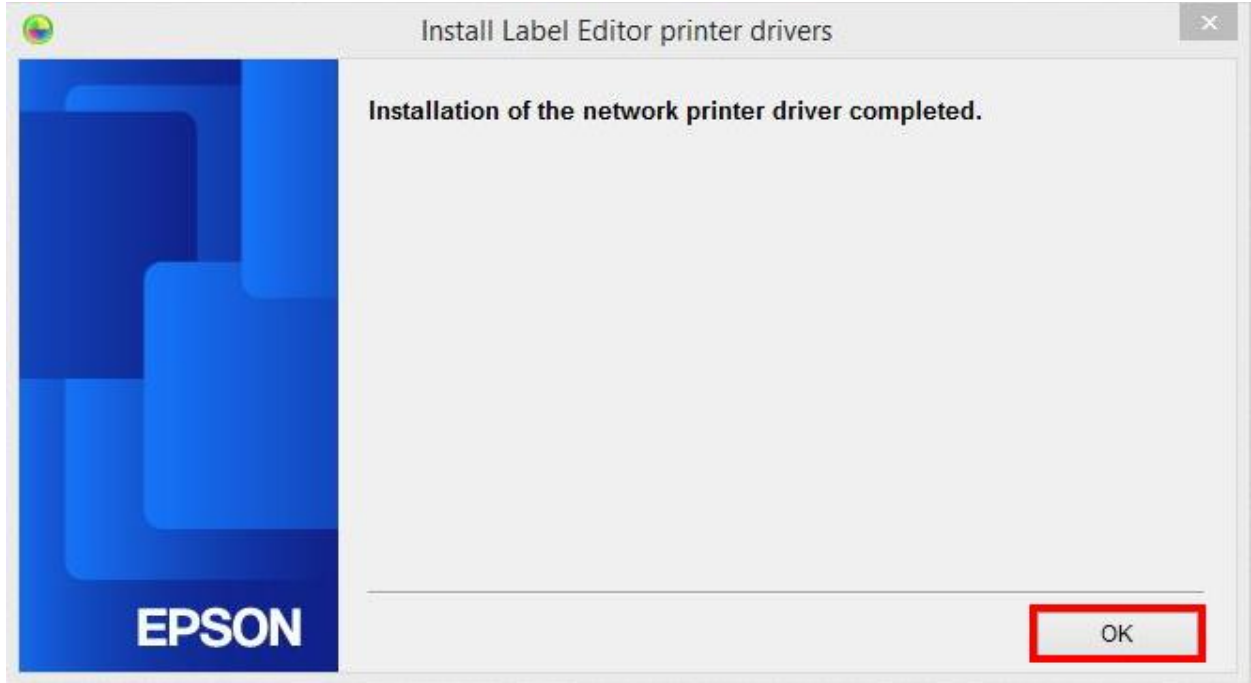 Install Label Editor printer drivers
Installation of the network printer driver completed.
EPSON
OK